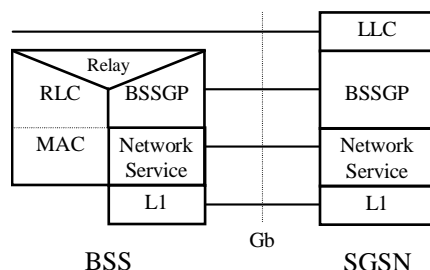 LLC
Relay
RLC
BSSGP
BSSGP
MAC
Network
Service
Network
Service
L1
L1
Gb
BSS
SGSN